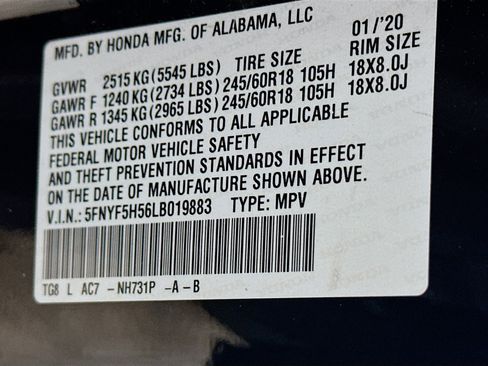 MFD. BY HONDA MFG. OF ALABAMA, LLC 01/'20
GVWR 2515 KG (5545 LBS) TIRE SIZE RIM SIZE
GAWR F 1240 KG (2734 LBS) 245/60R18 105H 18X8.0J
GAWR R 1345 KG (2965 LBS) 245/60R18 105H 18X8.0J
THIS VEHICLE CONFORMS TO ALL APPLICABLE
FEDERAL MOTOR VEHICLE SAFETY
AND THEFT PREVENTION STANDARDS IN EFFECT
ON THE DATE OF MANUFACTURE SHOWN ABOVE.
V.I.N.: 5FNYF5H56LB019883 TYPE: MPV
TG8 L AC7 -NH731P -A -B